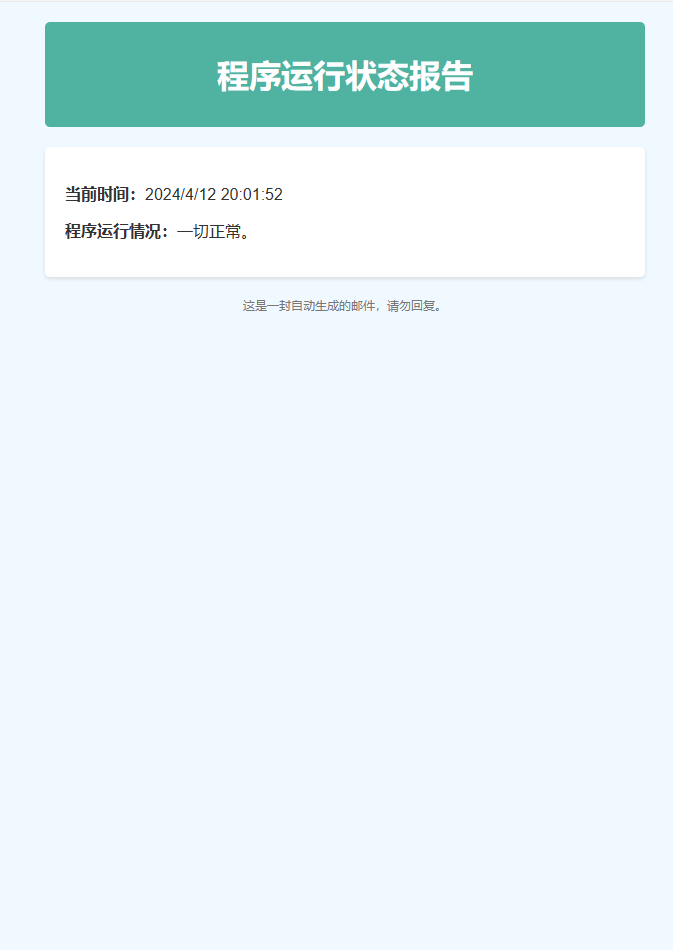 程序运行状态报告
当前时间：2024/4/12 20:01:52
程序运行情况：一切正常。
这是一封自动生成的邮件，请勿回复。